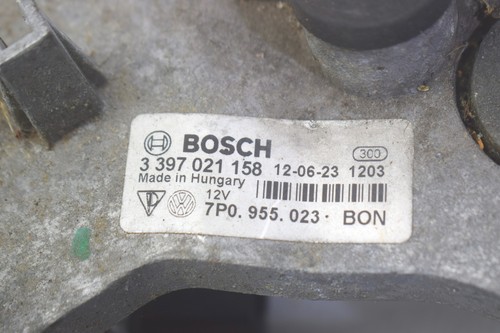 BOSCH
300
3 397 021 158 12-06-23 1203
Made in Hungary
12V
7P0.955.023. BON